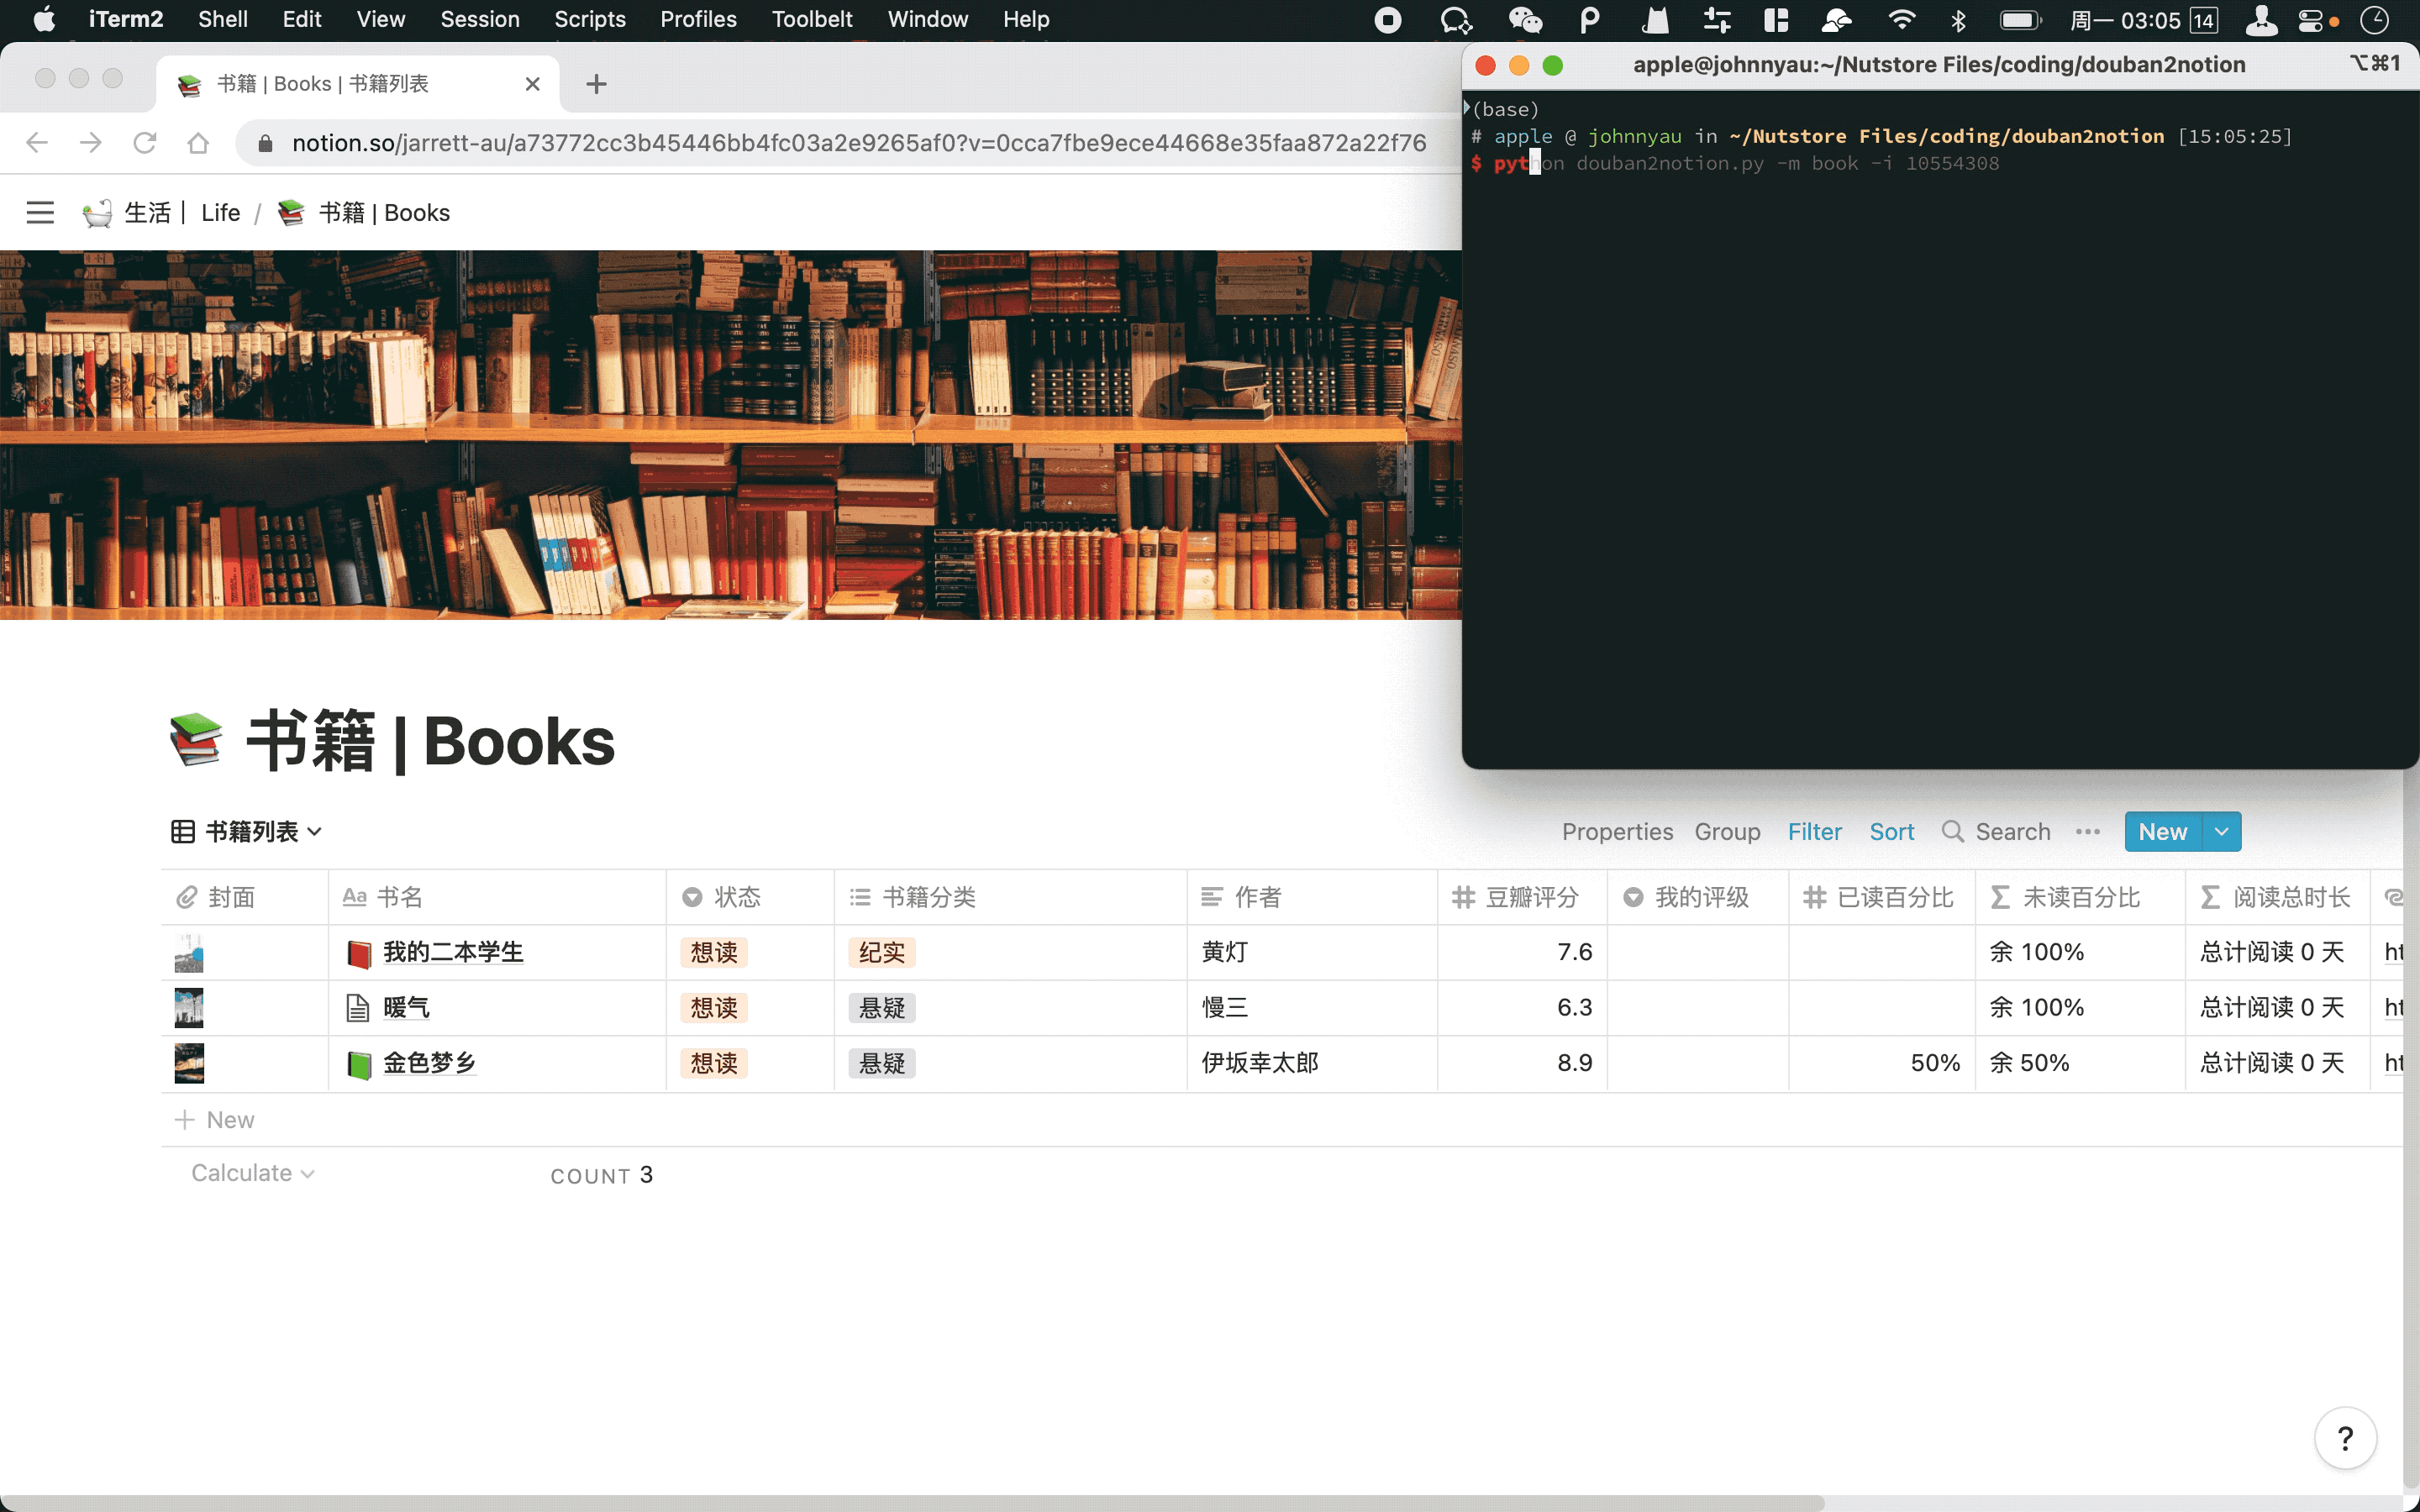 iTerm2 Shell Edit View Session Scripts Profiles Toolbelt Window Help 周一 03:05 14
书籍 | Books | 书籍列表
notion.so/jarrett-au/a73772cc3b45446bb4fc03a2e9265af0?v=0cca7fbe9ece44668e35faa872a22f76
生活 | Life / 书籍 | Books
apple@johnnyau:~/Nutstore Files/coding/douban2notion ⌥⌘1
(base)
# apple @ johnnyau in ~/Nutstore Files/coding/douban2notion [15:05:25]
$ python douban2notion.py -m book -i 10554308
书籍 | Books
书籍列表 Properties Group Filter Sort Search ••• New
封面 Aa 书名 状态 书籍分类 作者 # 豆瓣评分 我的评级 # 已读百分比 Σ 未读百分比 Σ 阅读总时长
我的二本学生 想读 纪实 黄灯 7.6 余 100% 总计阅读 0 天 ht
暖气 想读 悬疑 慢三 6.3 余 100% 总计阅读 0 天 ht
金色梦乡 想读 悬疑 伊坂幸太郎 8.9 50% 余 50% 总计阅读 0 天 ht
+ New
Calculate COUNT 3
?